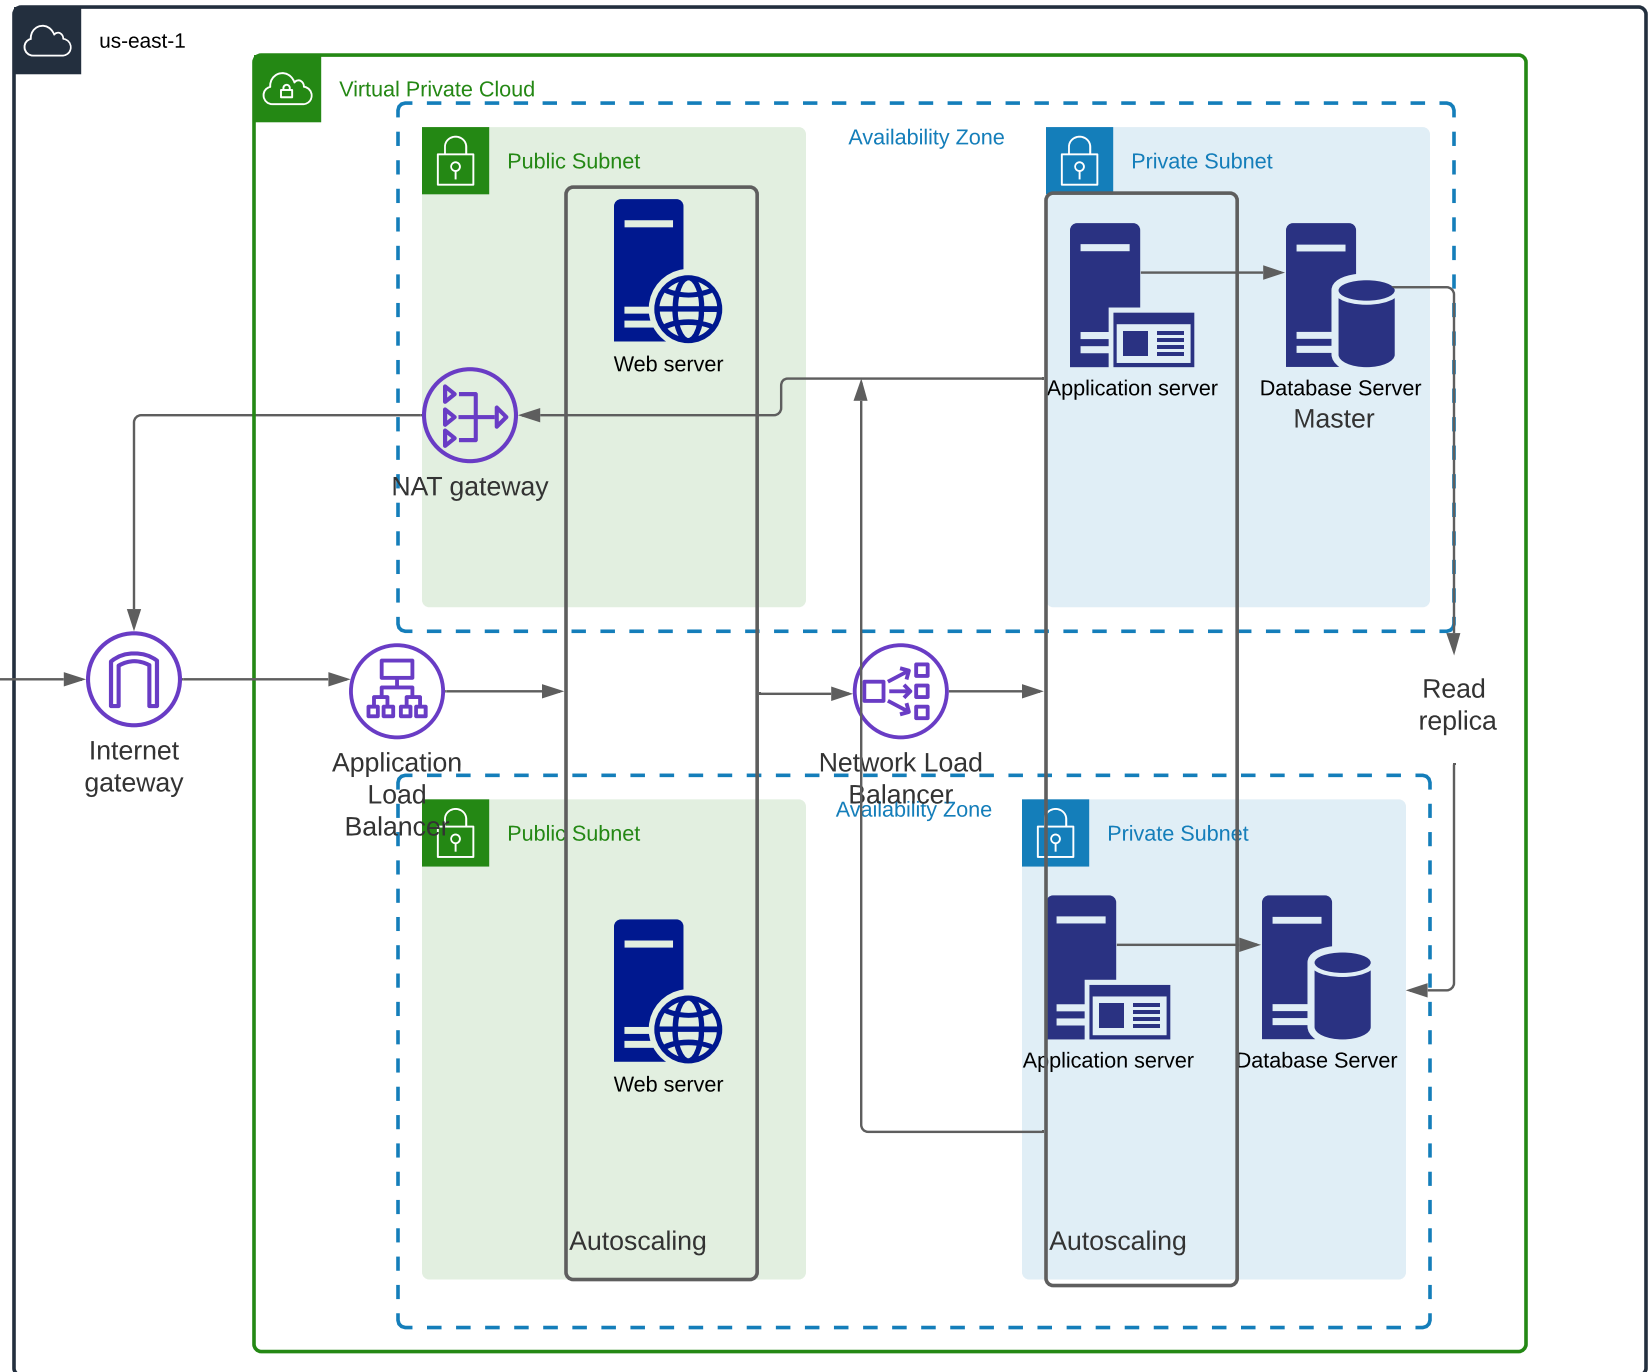 us-east-1
Virtual Private Cloud
Availability Zone
Public Subnet
Private Subnet
Web server
Application server
Database Server
Master
NAT gateway
Internet
gateway
Application
Load
Balancer
Network Load
Balancer
Read
replica
Availability Zone
Public Subnet
Private Subnet
Web server
Application server
Database Server
Autoscaling
Autoscaling